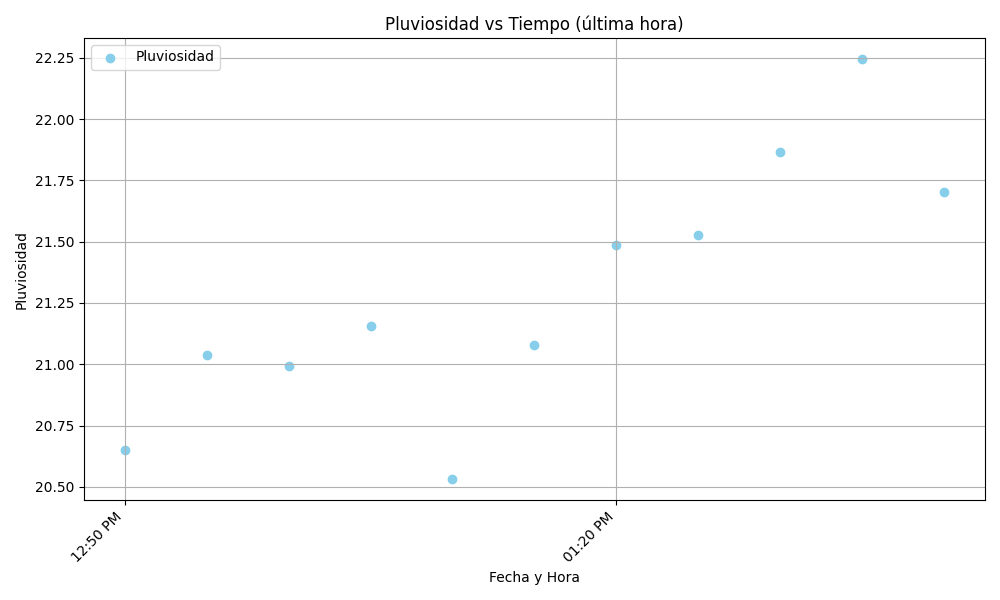 Pluviosidad vs Tiempo (última hora)
Pluviosidad
22.25
22.00
21.75
21.50
21.25
21.00
20.75
20.50
Pluviosidad
12:50 PM
01:20 PM
Fecha y Hora